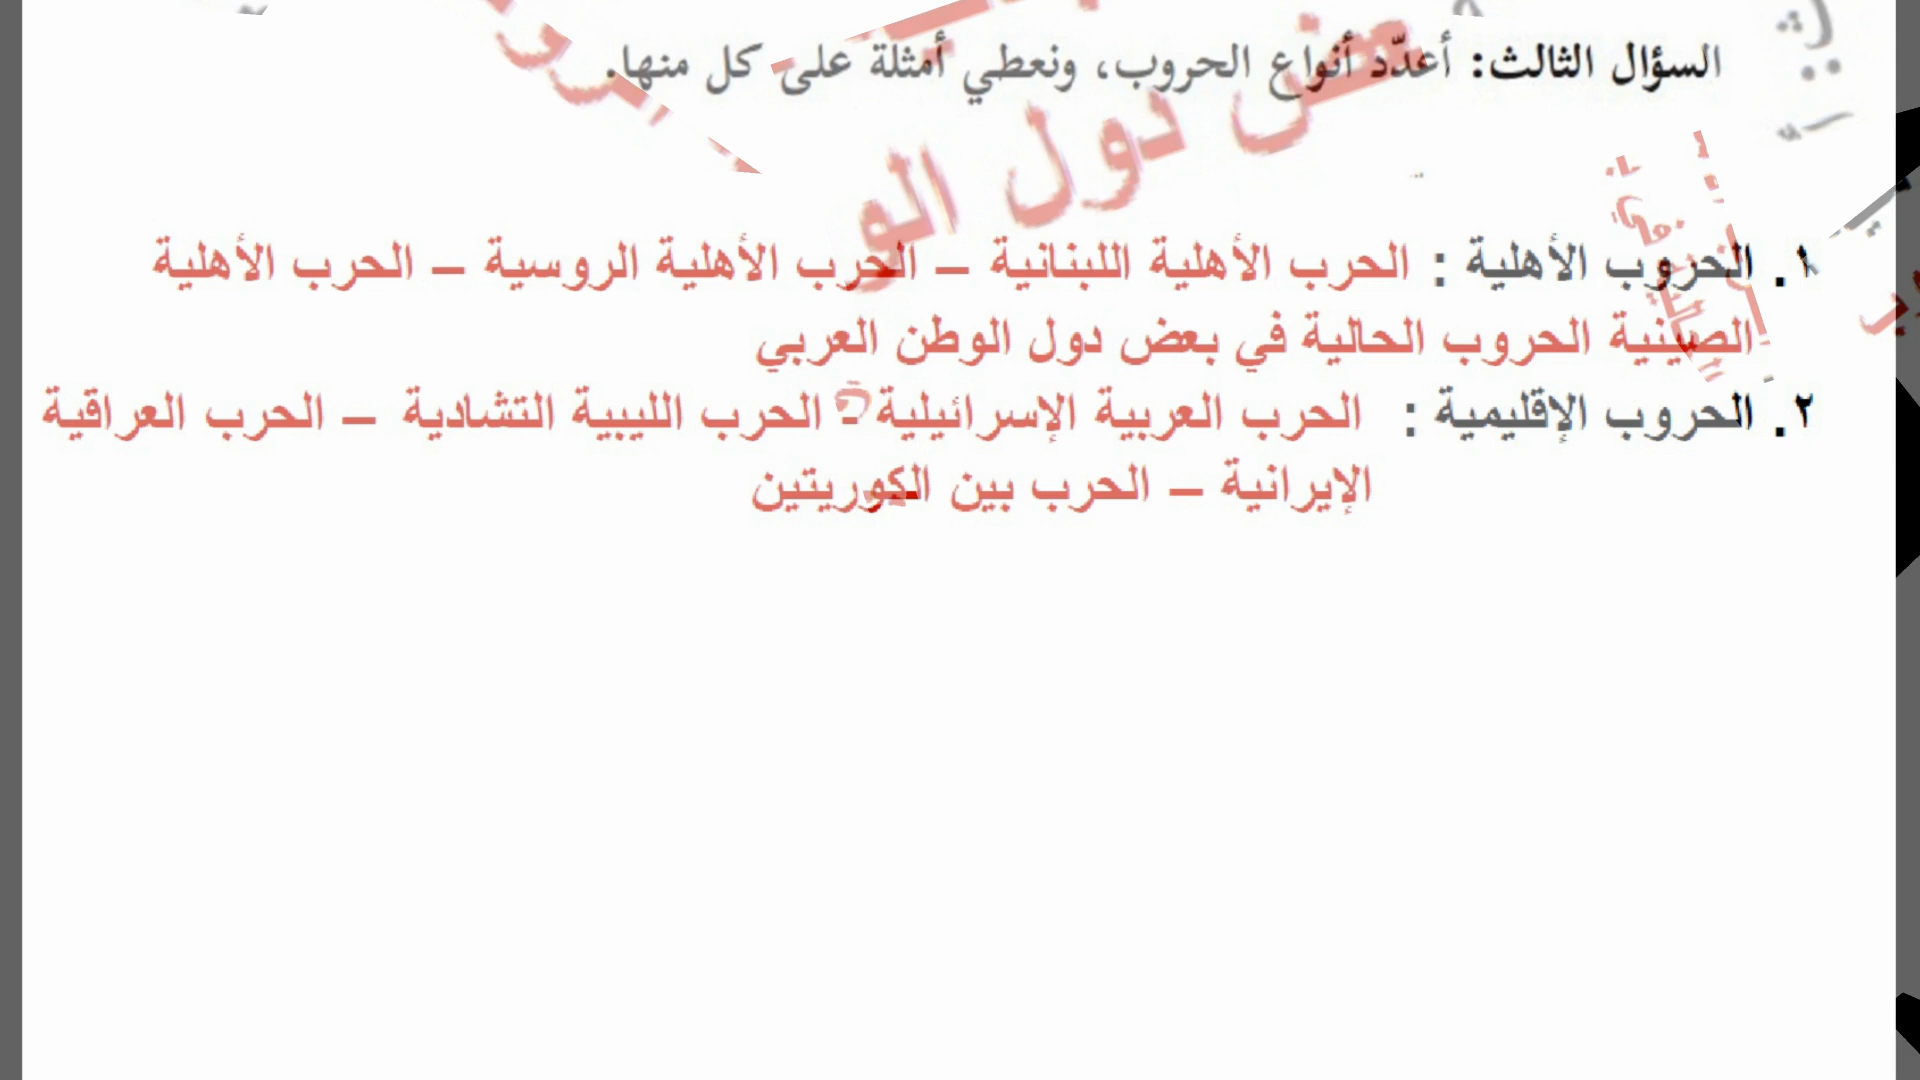 السؤال الثالث: أعدّد أنواع الحروب، ونعطي أمثلة على كل منها.
دول الو
١. الحروب الأهلية : الحرب الأهلية اللبنانية – الحرب الأهلية الروسية – الحرب الأهلية
الصينية الحروب الحالية في بعض دول الوطن العربي
٢. الحروب الإقليمية : الحرب العربية الإسرائيلية - الحرب الليبية التشادية – الحرب العراقية
الإيرانية – الحرب بين الكوريتين